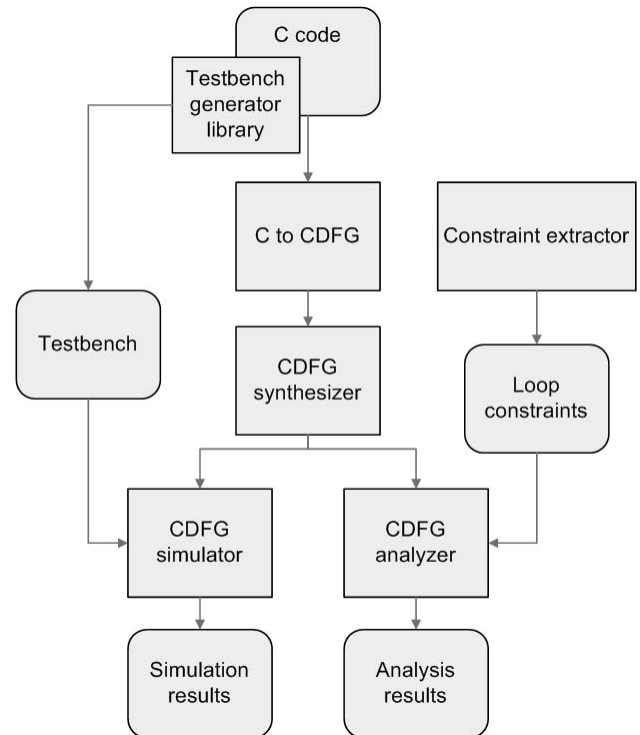 C code
Testbench
generator
library
C to CDFG
Constraint extractor
Testbench
CDFG
synthesizer
Loop
constraints
CDFG
simulator
CDFG
analyzer
Simulation
results
Analysis
results